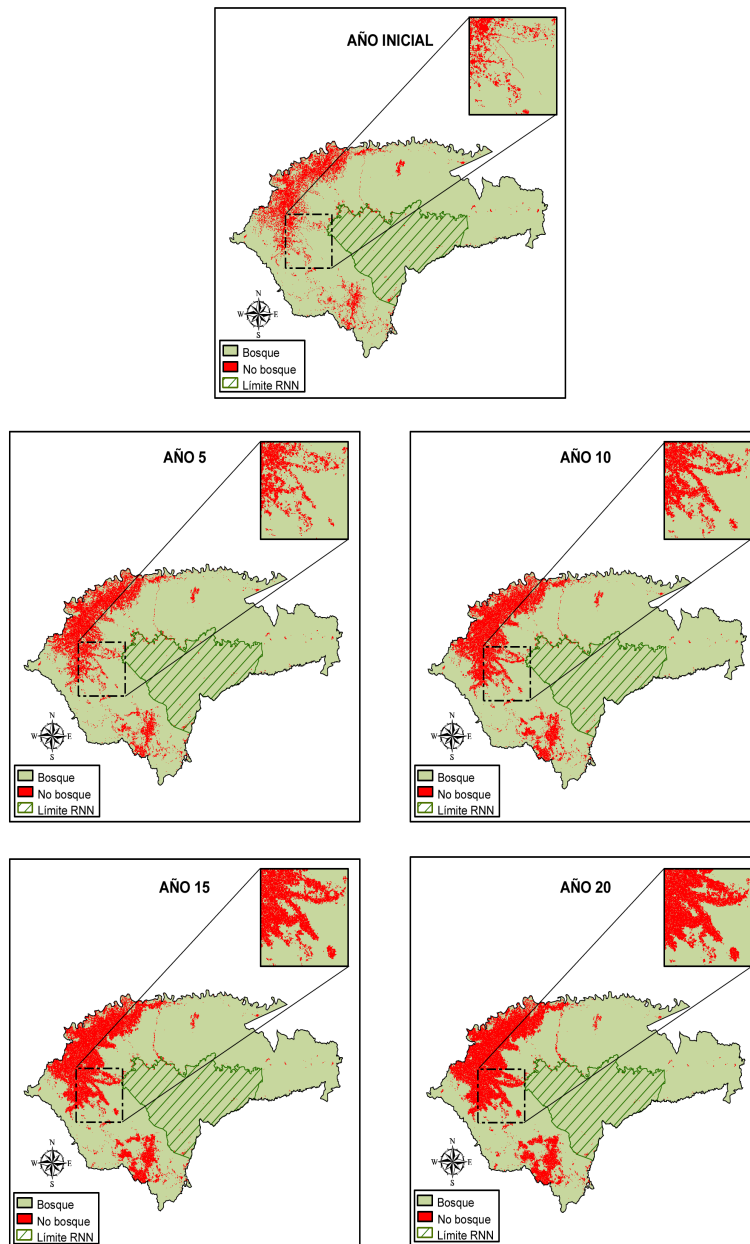 AÑO INICIAL
N
W E
S
Bosque
No bosque
Límite RNN
AÑO 5
N
W E
S
Bosque
No bosque
Límite RNN
AÑO 10
N
W E
S
Bosque
No bosque
Límite RNN
AÑO 15
N
W E
S
Bosque
No bosque
Límite RNN
AÑO 20
N
W E
S
Bosque
No bosque
Límite RNN